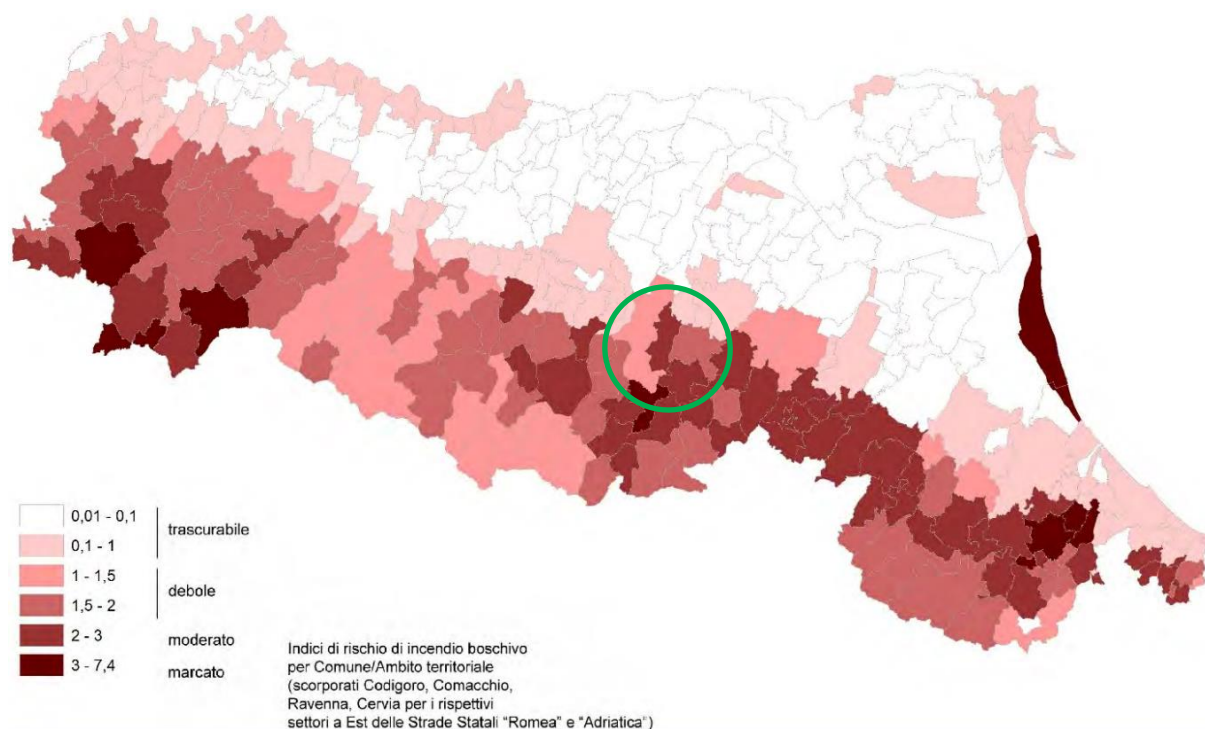 0,01 - 0,1
trascurabile
0,1 - 1
1 - 1,5
debole
1,5 - 2
2 - 3
moderato
3 - 7,4
marcato
Indici di rischio di incendio boschivo
per Comune/Ambito territoriale
(scorporati Codigoro, Comacchio,
Ravenna, Cervia per i rispettivi
settori a Est delle Strade Statali "Romea" e "Adriatica")